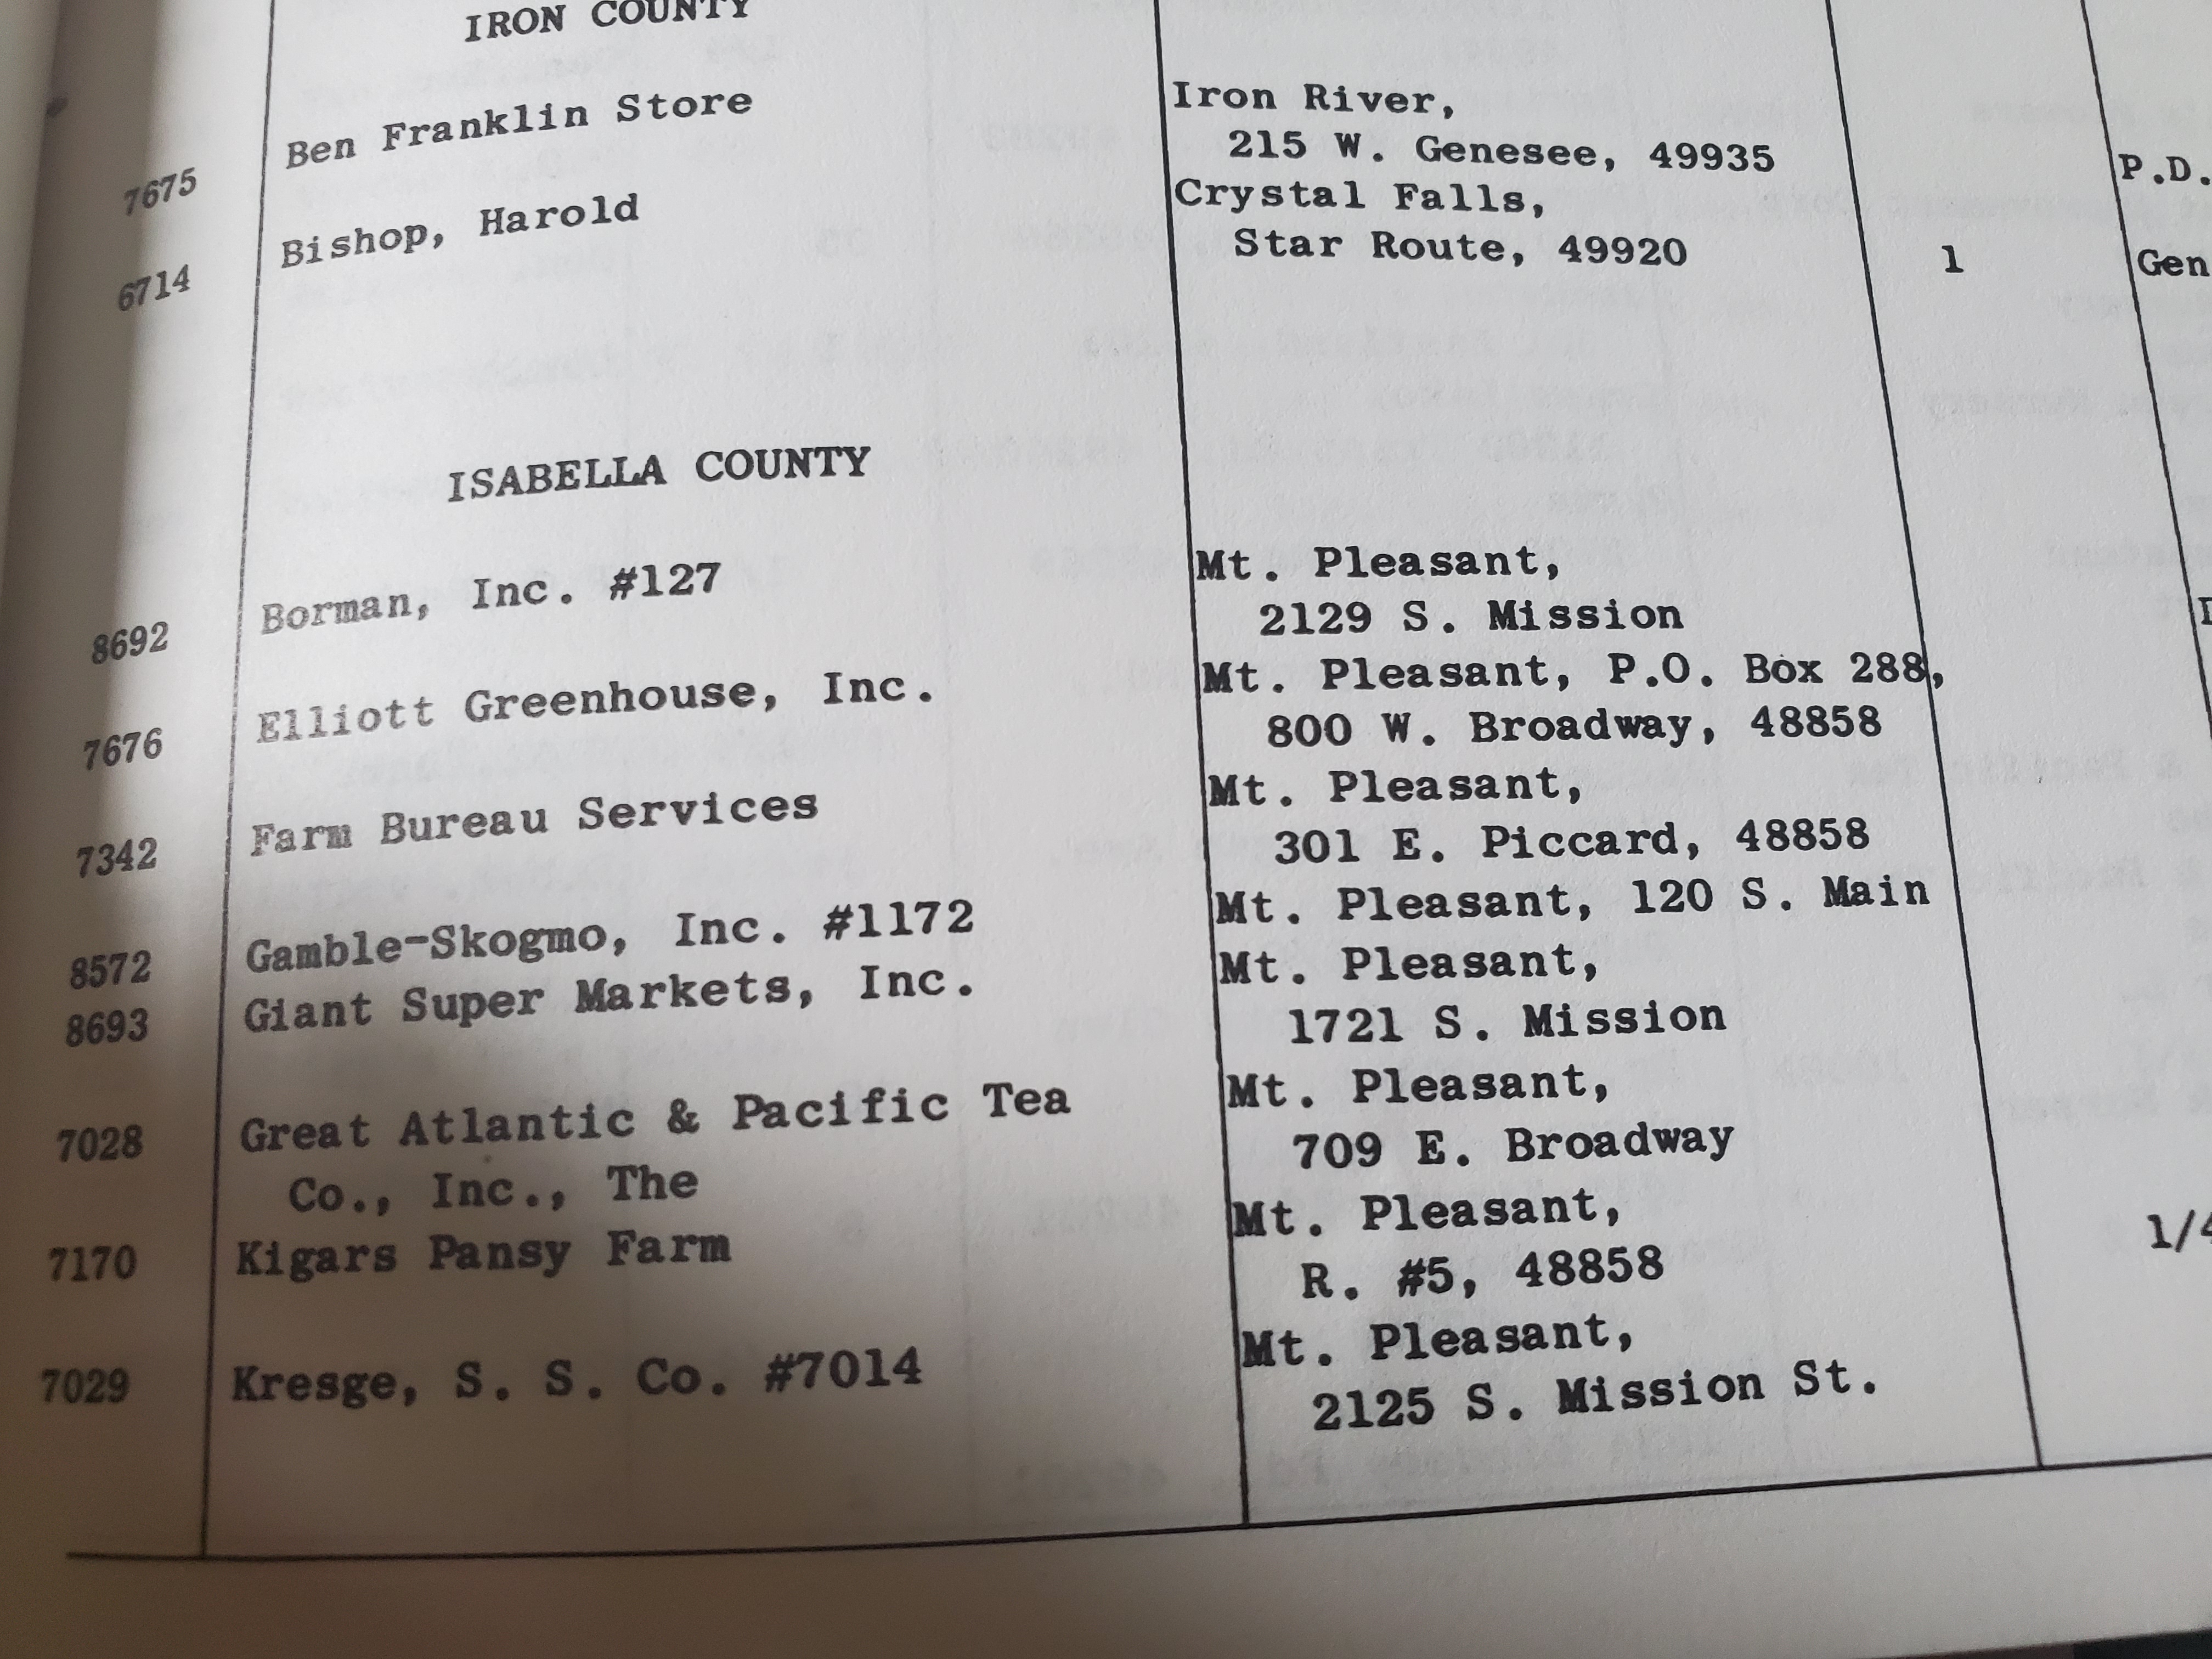 IRON COUNTY
7675 Ben Franklin Store Iron River,
215 W. Genesee, 49935 P.D.
6714 Bishop, Harold Crystal Falls,
Star Route, 49920 1 Gen
ISABELLA COUNTY
8692 Borman, Inc. #127 Mt. Pleasant,
2129 S. Mission
7676 Elliott Greenhouse, Inc. Mt. Pleasant, P.O. Box 288,
800 W. Broadway, 48858
7342 Farm Bureau Services Mt. Pleasant,
301 E. Piccard, 48858
8572 Gamble-Skogmo, Inc. #1172 Mt. Pleasant, 120 S. Main
8693 Giant Super Markets, Inc. Mt. Pleasant,
1721 S. Mission
7028 Great Atlantic & Pacific Tea Mt. Pleasant,
Co., Inc., The 709 E. Broadway
7170 Kigars Pansy Farm Mt. Pleasant,
R. #5, 48858 1/4
7029 Kresge, S. S. Co. #7014 Mt. Pleasant,
2125 S. Mission St.